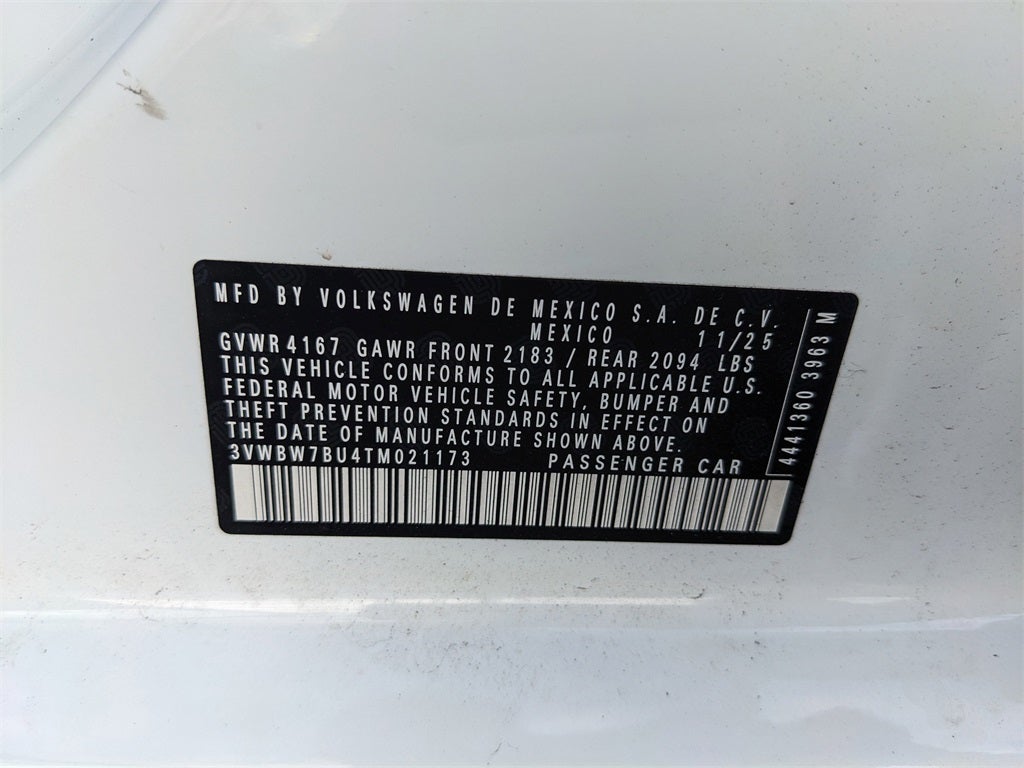 MFD BY VOLKSWAGEN DE MEXICO S.A. DE C.V.
MEXICO 11/25
GVWR 4167 GAWR FRONT 2183 / REAR 2094 LBS
THIS VEHICLE CONFORMS TO ALL APPLICABLE U.S.
FEDERAL MOTOR VEHICLE SAFETY, BUMPER AND
THEFT PREVENTION STANDARDS IN EFFECT ON
THE DATE OF MANUFACTURE SHOWN ABOVE.
3VWBW7BU4TM021173 PASSENGER CAR
4441360 3963 M